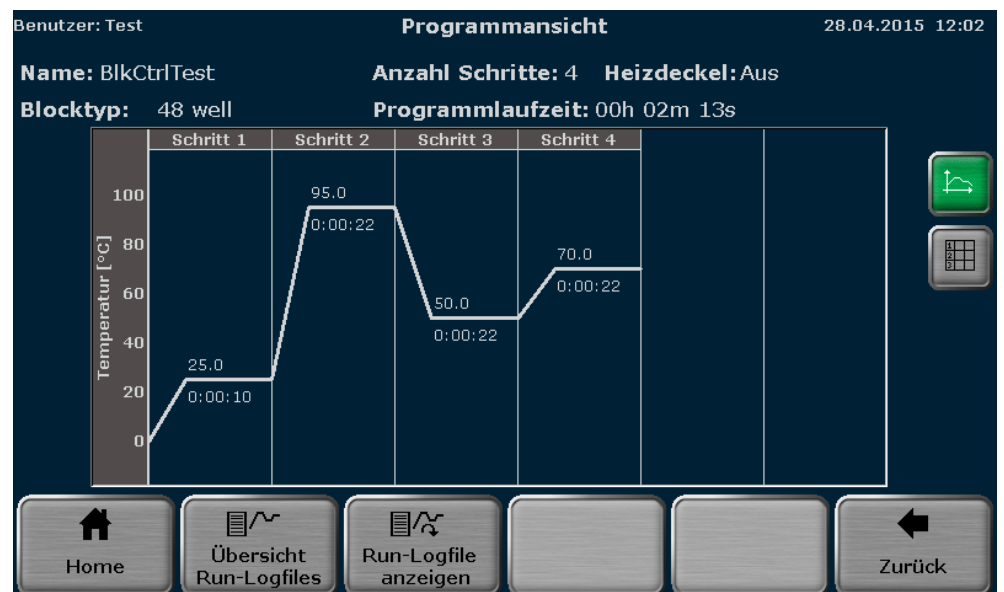 Benutzer: Test Programmansicht 28.04.2015 12:02
Name: BlkCtrlTest Anzahl Schritte: 4 Heizdeckel: Aus
Blocktyp: 48 well Programmlaufzeit: 00h 02m 13s
Schritt 1 Schritt 2 Schritt 3 Schritt 4
Temperatur [°C]
100
80
60
40
20
0
25.0
0:00:10
95.0
0:00:22
50.0
0:00:22
70.0
0:00:22
1
2
3
Home
Übersicht
Run-Logfiles
Run-Logfile
anzeigen
Zurück